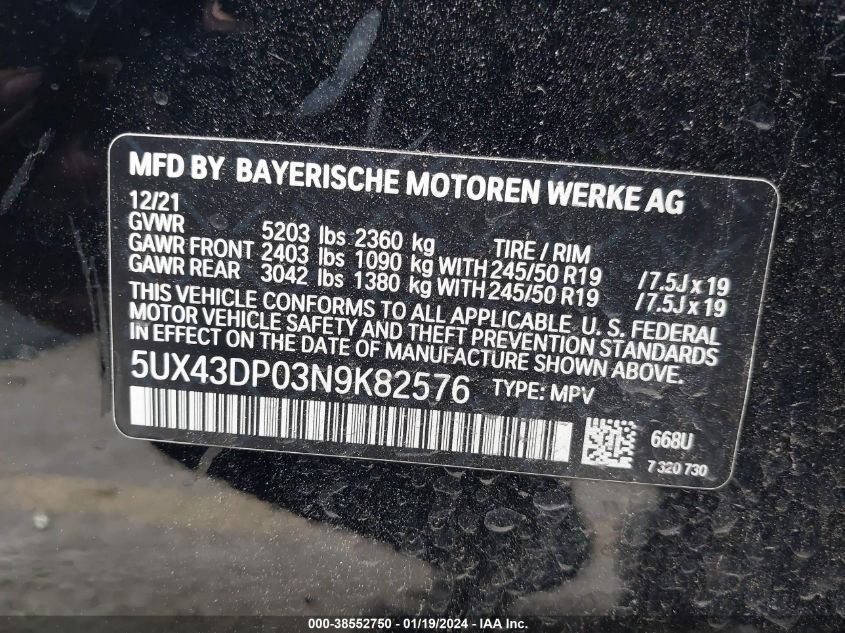 MFD BY BAYERISCHE MOTOREN WERKE AG
12/21
GVWR 5203 lbs 2360 kg TIRE / RIM
GAWR FRONT 2403 lbs 1090 kg WITH 245/50 R19 /7.5J x 19
GAWR REAR 3042 lbs 1380 kg WITH 245/50 R19 /7.5J x 19
THIS VEHICLE CONFORMS TO ALL APPLICABLE U. S. FEDERAL
MOTOR VEHICLE SAFETY AND THEFT PREVENTION STANDARDS
IN EFFECT ON THE DATE OF MANUFACTURE SHOWN ABOVE.
5UX43DP03N9K82576 TYPE: MPV
668U
7 320 730
000-38552750 - 01/19/2024 - IAA Inc.